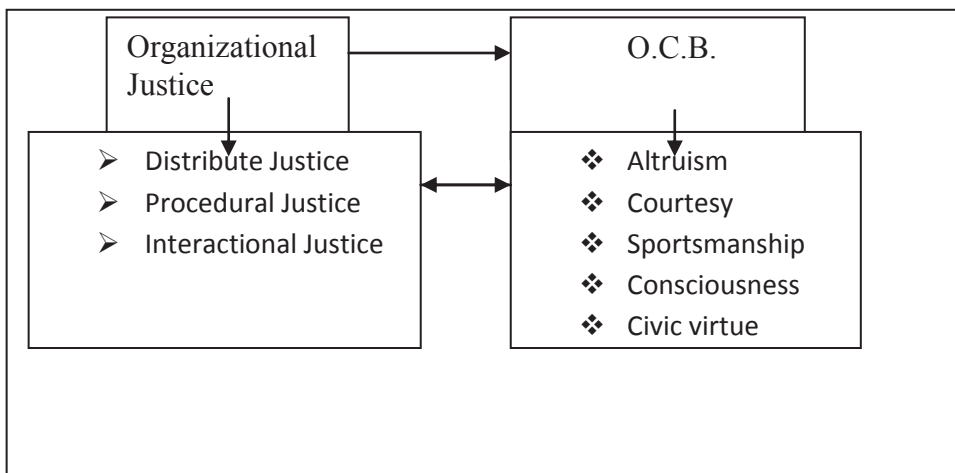 Organizational
Justice
O.C.B.
➢ Distribute Justice
➢ Procedural Justice
➢ Interactional Justice
❖ Altruism
❖ Courtesy
❖ Sportsmanship
❖ Consciousness
❖ Civic virtue